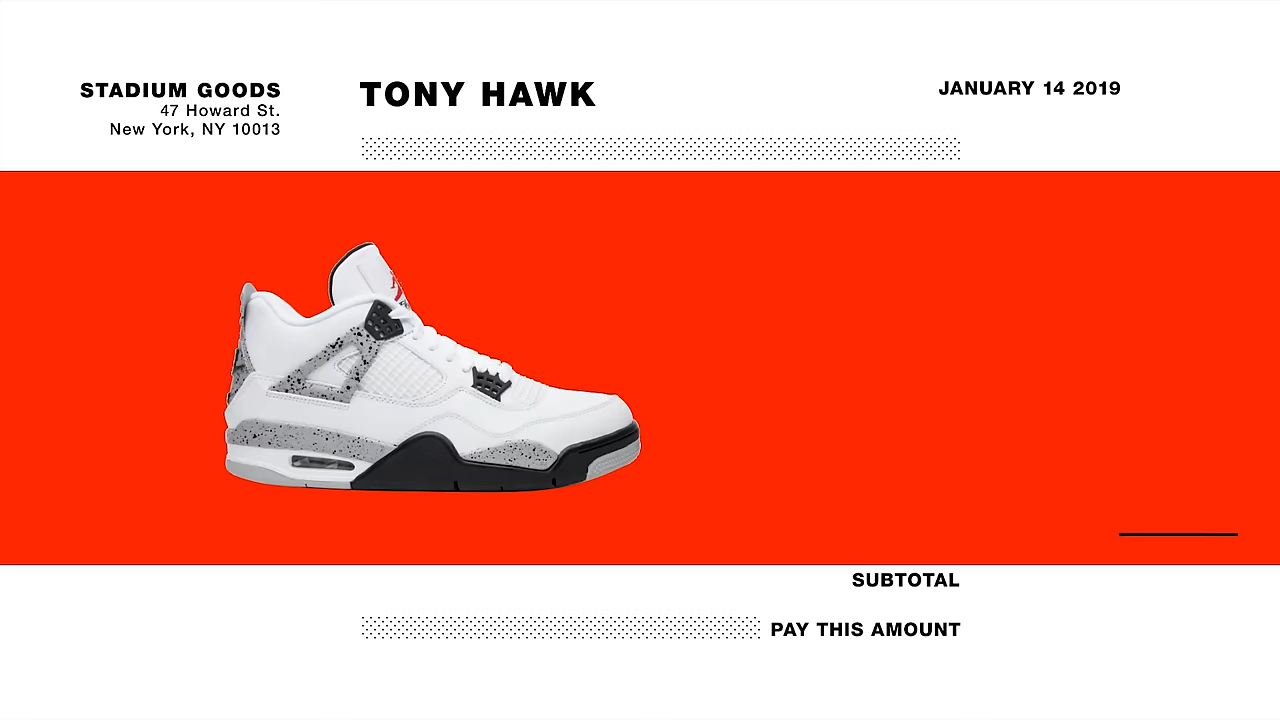 STADIUM GOODS
47 Howard St.
New York, NY 10013
TONY HAWK
JANUARY 14 2019
SUBTOTAL
PAY THIS AMOUNT